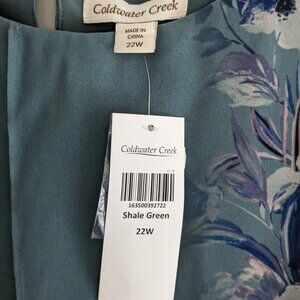 Coldwater Creek
MADE IN
CHINA
22W
Coldwater Creek
163500392722
Shale Green
22W